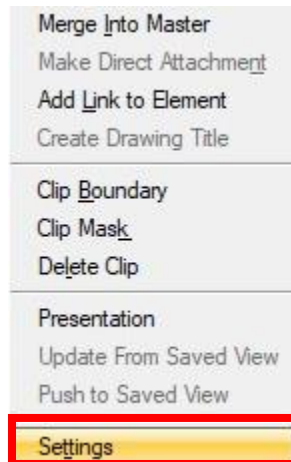 Merge Into Master
Make Direct Attachment
Add Link to Element
Create Drawing Title
Clip Boundary
Clip Mask
Delete Clip
Presentation
Update From Saved View
Push to Saved View
Settings